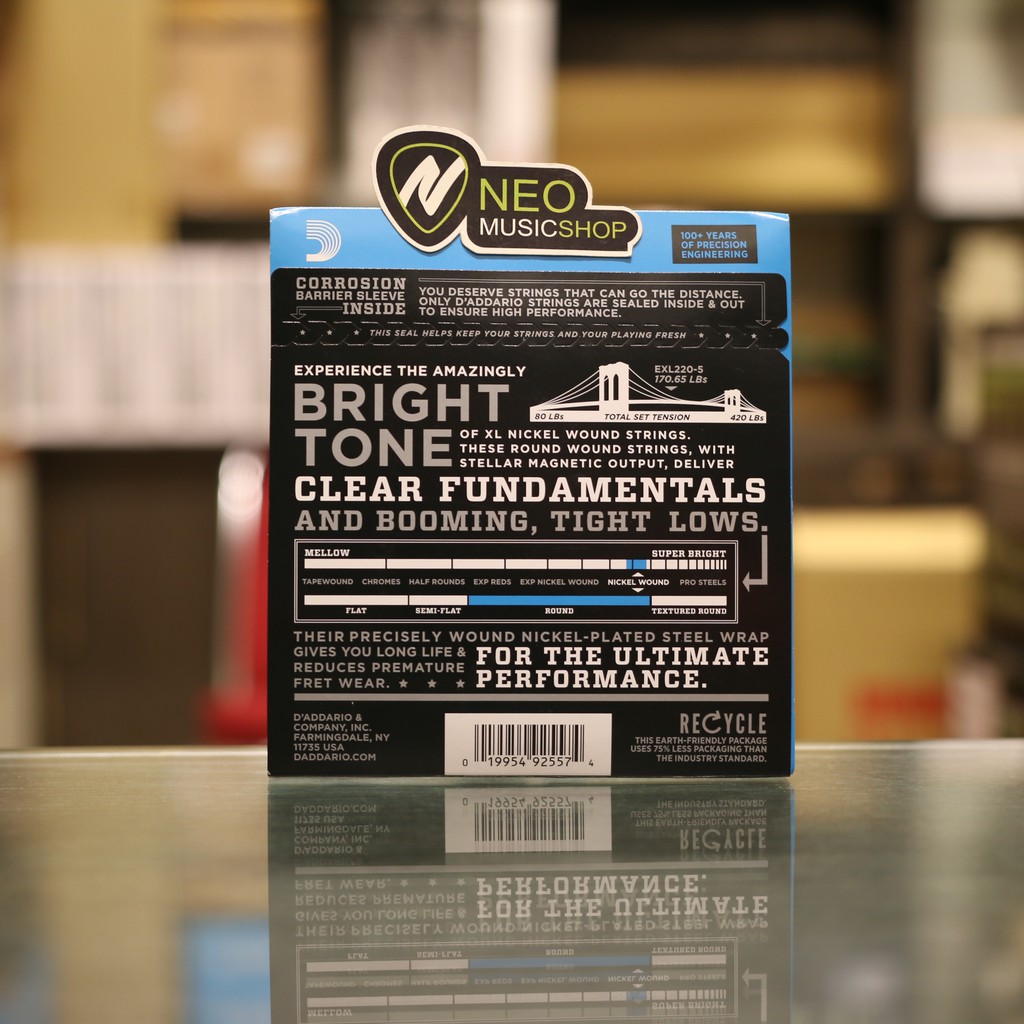 NEO
MUSICSHOP
100+ YEARS
OF PRECISION
ENGINEERING
CORROSION
BARRIER SLEEVE
INSIDE
YOU DESERVE STRINGS THAT CAN GO THE DISTANCE.
ONLY D'ADDARIO STRINGS ARE SEALED INSIDE & OUT
TO ENSURE HIGH PERFORMANCE.
THIS SEAL HELPS KEEP YOUR STRINGS AND YOUR PLAYING FRESH
EXPERIENCE THE AMAZINGLY
BRIGHT
TONE
EXL220-5
170.65 LBs
80 LBs TOTAL SET TENSION 420 LBs
OF XL NICKEL WOUND STRINGS.
THESE ROUND WOUND STRINGS, WITH
STELLAR MAGNETIC OUTPUT, DELIVER
CLEAR FUNDAMENTALS
AND BOOMING, TIGHT LOWS.
MELLOW SUPER BRIGHT
TAPEWOUND CHROMES HALF ROUNDS EXP REDS EXP NICKEL WOUND NICKEL WOUND PRO STEELS
FLAT SEMI-FLAT ROUND TEXTURED ROUND
THEIR PRECISELY WOUND NICKEL-PLATED STEEL WRAP
GIVES YOU LONG LIFE &
REDUCES PREMATURE
FRET WEAR.
FOR THE ULTIMATE
PERFORMANCE.
D'ADDARIO &
COMPANY, INC.
FARMINGDALE, NY
11735 USA
DADDARIO.COM
0 19954 92557 4
RECYCLE
THIS EARTH-FRIENDLY PACKAGE
USES 75% LESS PACKAGING THAN
THE INDUSTRY STANDARD.